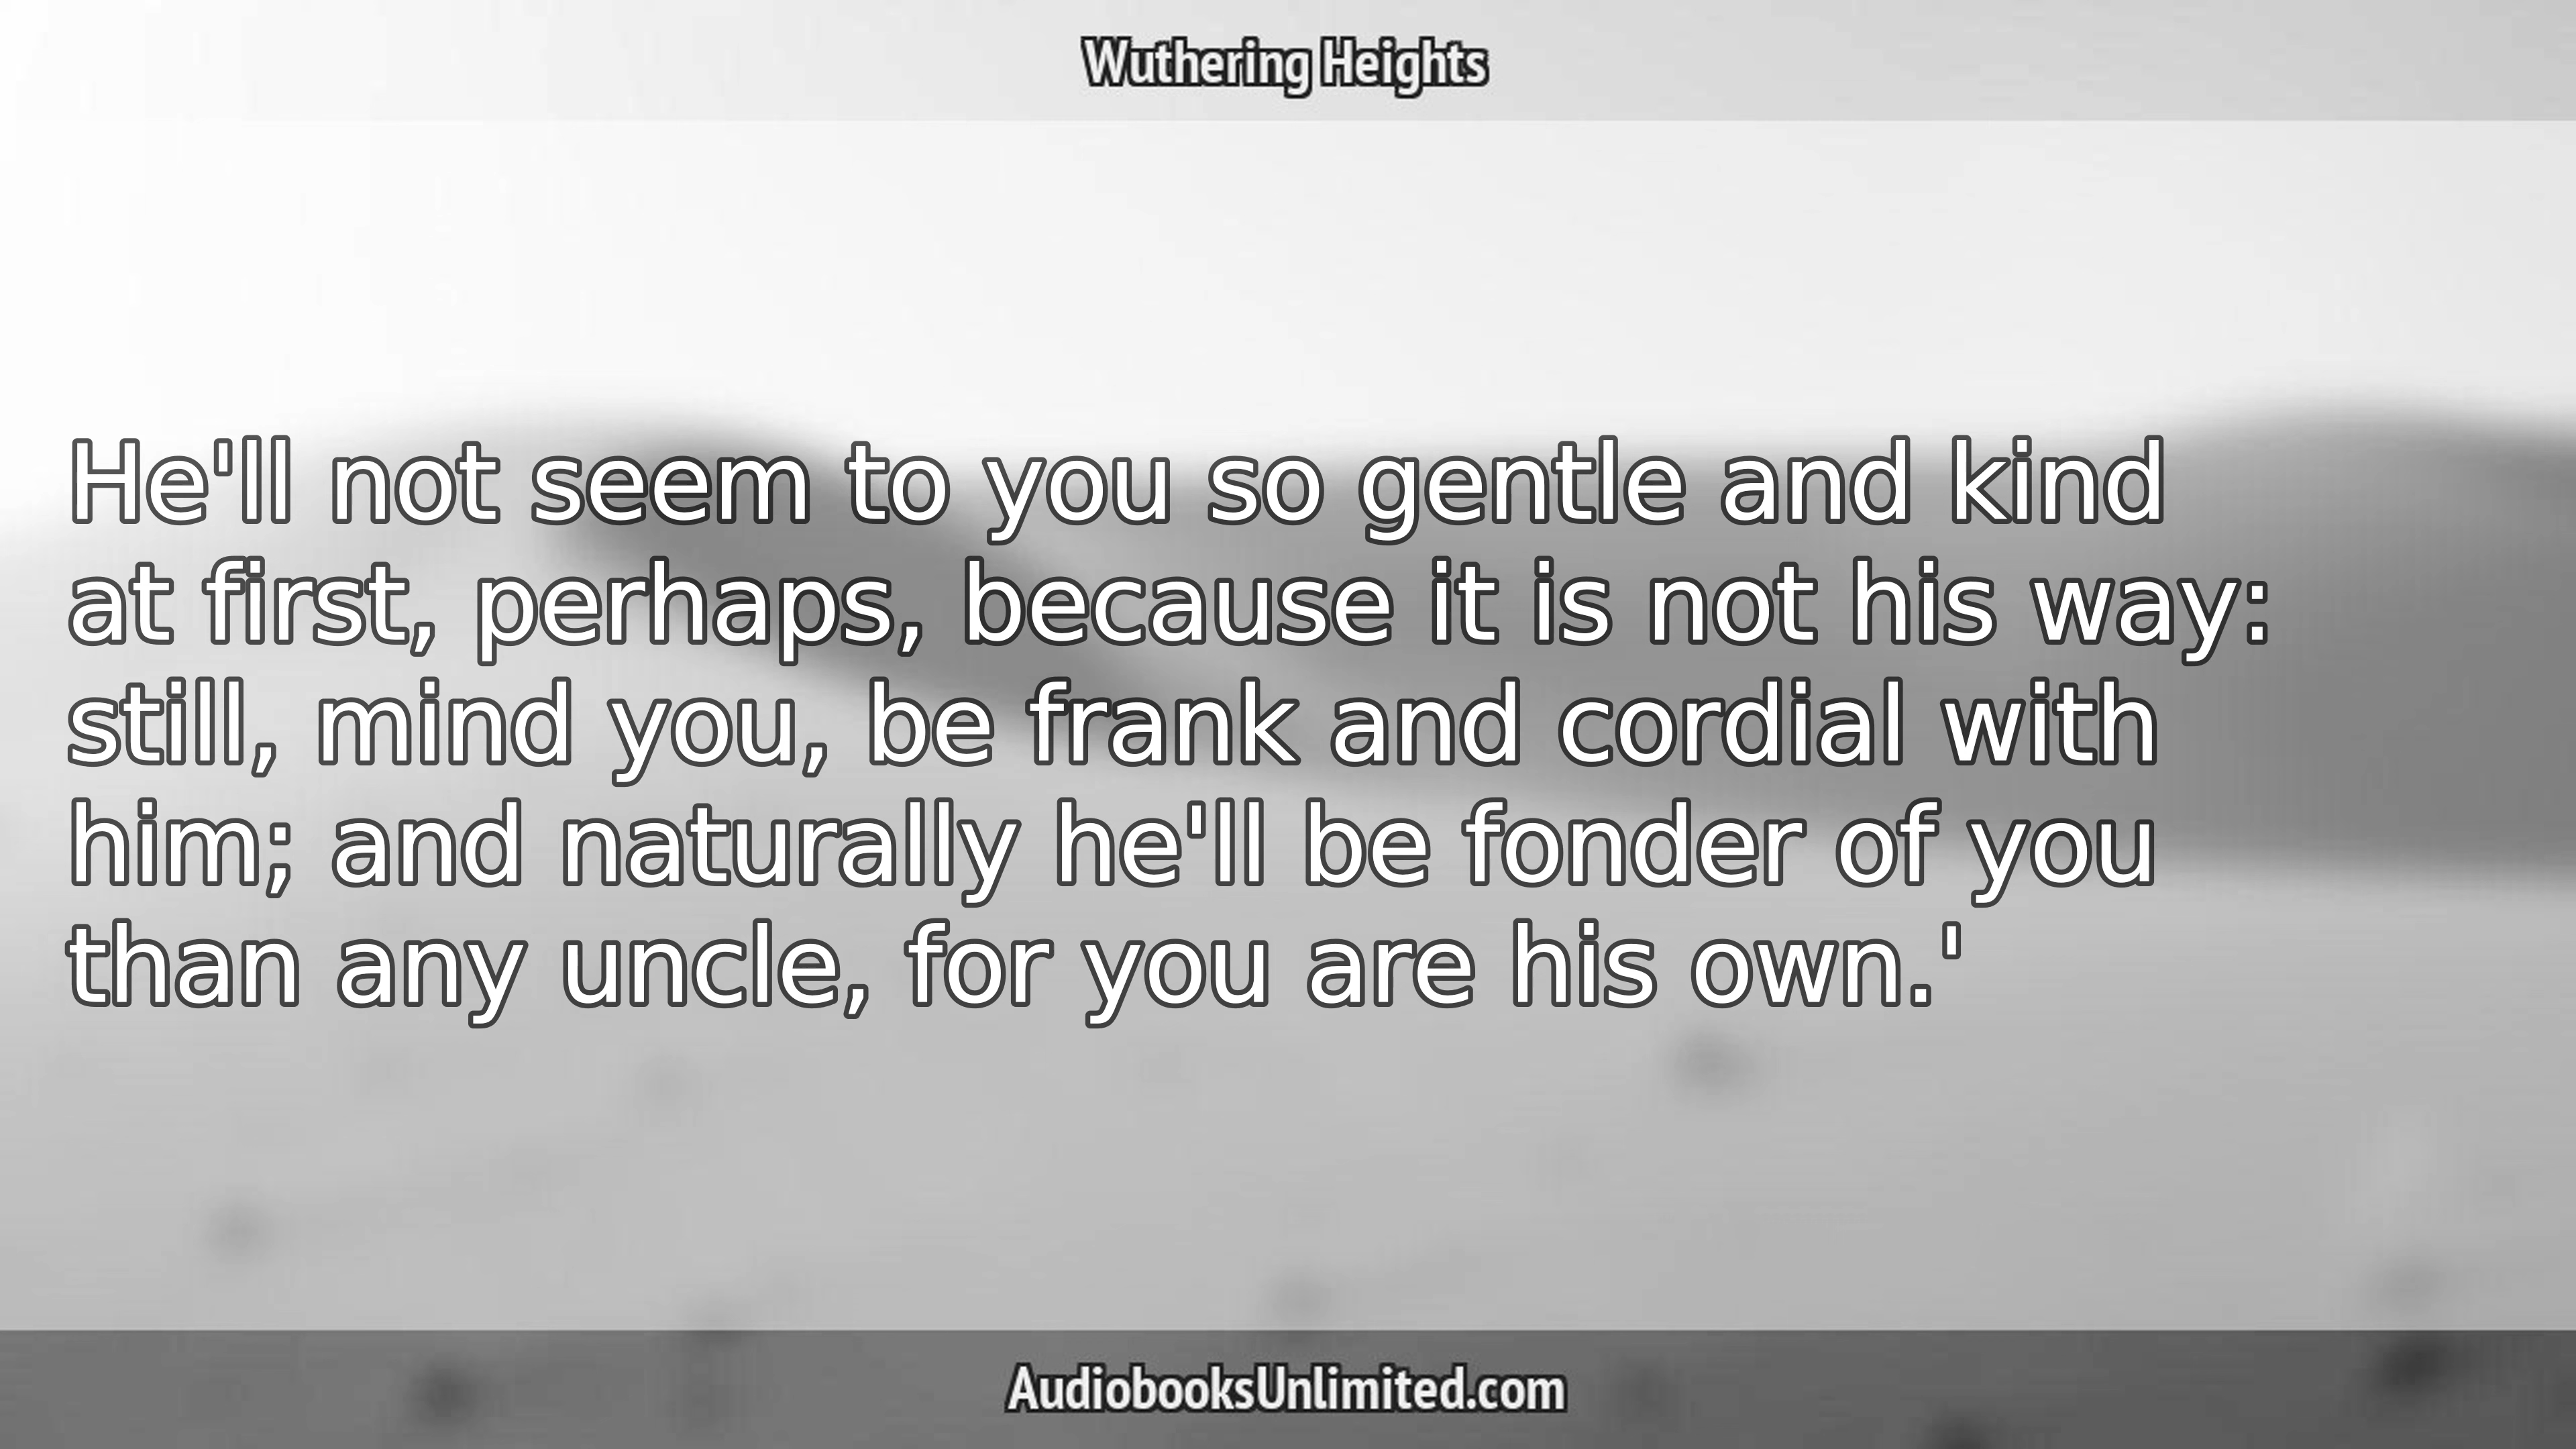 Wuthering Heights
He'll not seem to you so gentle and kind
at first, perhaps, because it is not his way:
still, mind you, be frank and cordial with
him; and naturally he'll be fonder of you
than any uncle, for you are his own.'
AudiobooksUnlimited.com